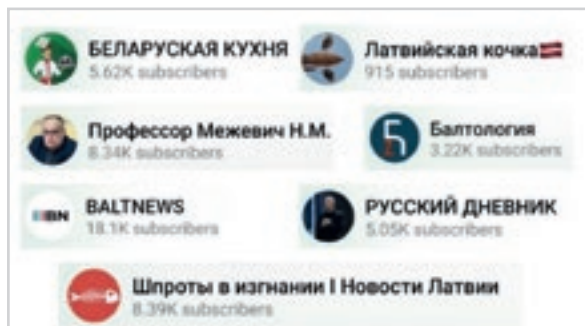 БЕЛАРУСКАЯ КУХНЯ
5.62K subscribers
Латвийская кочка
915 subscribers
Профессор Межевич Н.М.
8.34K subscribers
Балтология
3.22K subscribers
BN
BALTNEWS
18.1K subscribers
РУССКИЙ ДНЕВНИК
5.05K subscribers
Шпроты в изгнании I Новости Латвии
8.39K subscribers